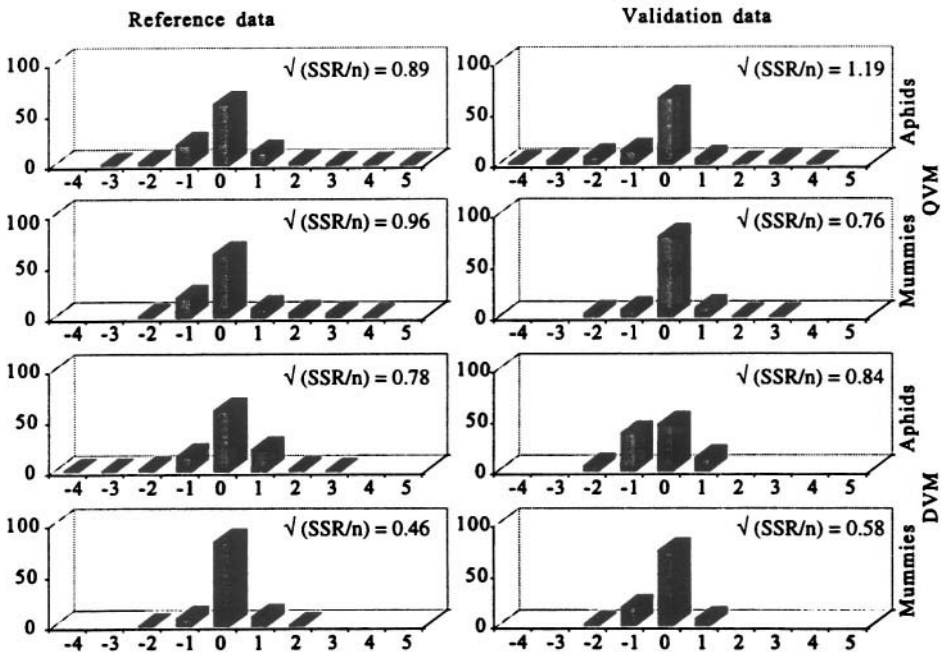 Reference data
Validation data
100
50
0
√(SSR/n) = 0.89
-4 -3 -2 -1 0 1 2 3 4 5
100
50
0
√(SSR/n) = 1.19
-4 -3 -2 -1 0 1 2 3 4 5
Aphids
100
50
0
√(SSR/n) = 0.96
-4 -3 -2 -1 0 1 2 3 4 5
100
50
0
√(SSR/n) = 0.76
-4 -3 -2 -1 0 1 2 3 4 5
Mummies
QVM
100
50
0
√(SSR/n) = 0.78
-4 -3 -2 -1 0 1 2 3 4 5
100
50
0
√(SSR/n) = 0.84
-4 -3 -2 -1 0 1 2 3 4 5
Aphids
100
50
0
√(SSR/n) = 0.46
-4 -3 -2 -1 0 1 2 3 4 5
100
50
0
√(SSR/n) = 0.58
-4 -3 -2 -1 0 1 2 3 4 5
Mummies
DVM